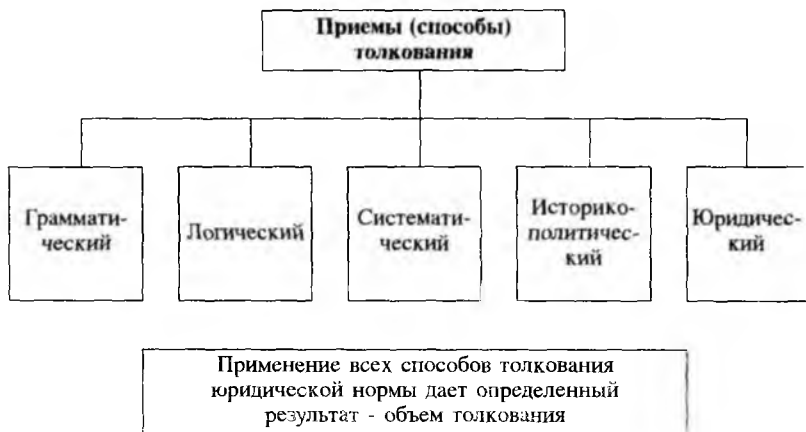 Приемы (способы)
толкования
Граммати-
ческий
Логический
Системати-
ческий
Историко-
политичес-
кий
Юридичес-
кий
Применение всех способов толкования
юридической нормы дает определенный
результат - объем толкования